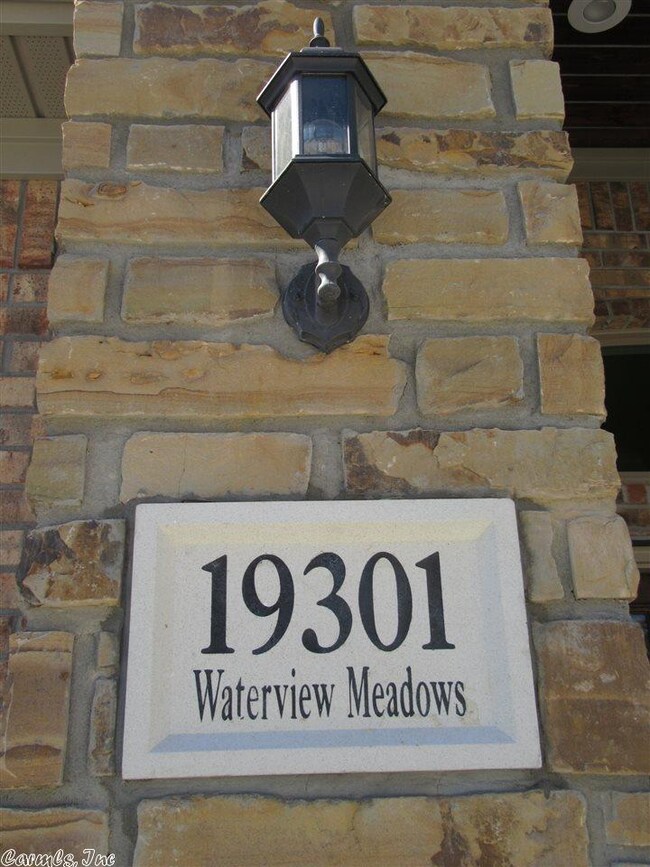 19301
Waterview Meadows
Carmls, Inc